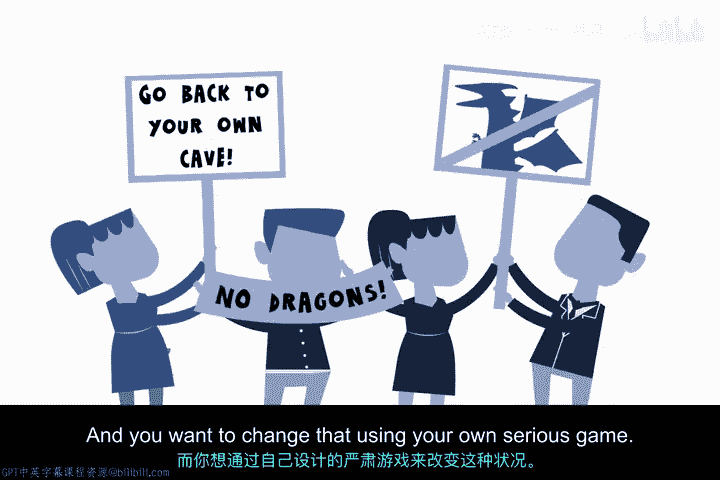 GO BACK TO
YOUR OWN
CAVE!
NO DRAGONS!
And you want to change that using your own serious game.
而你想通过自己设计的严肃游戏来改变这种状况。
GPT中英字幕课程资源@bilibili.com